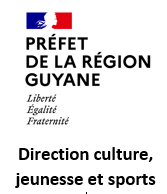 PRÉFET
DE LA RÉGION
GUYANE
Liberté
Égalité
Fraternité
Direction culture,
jeunesse et sports